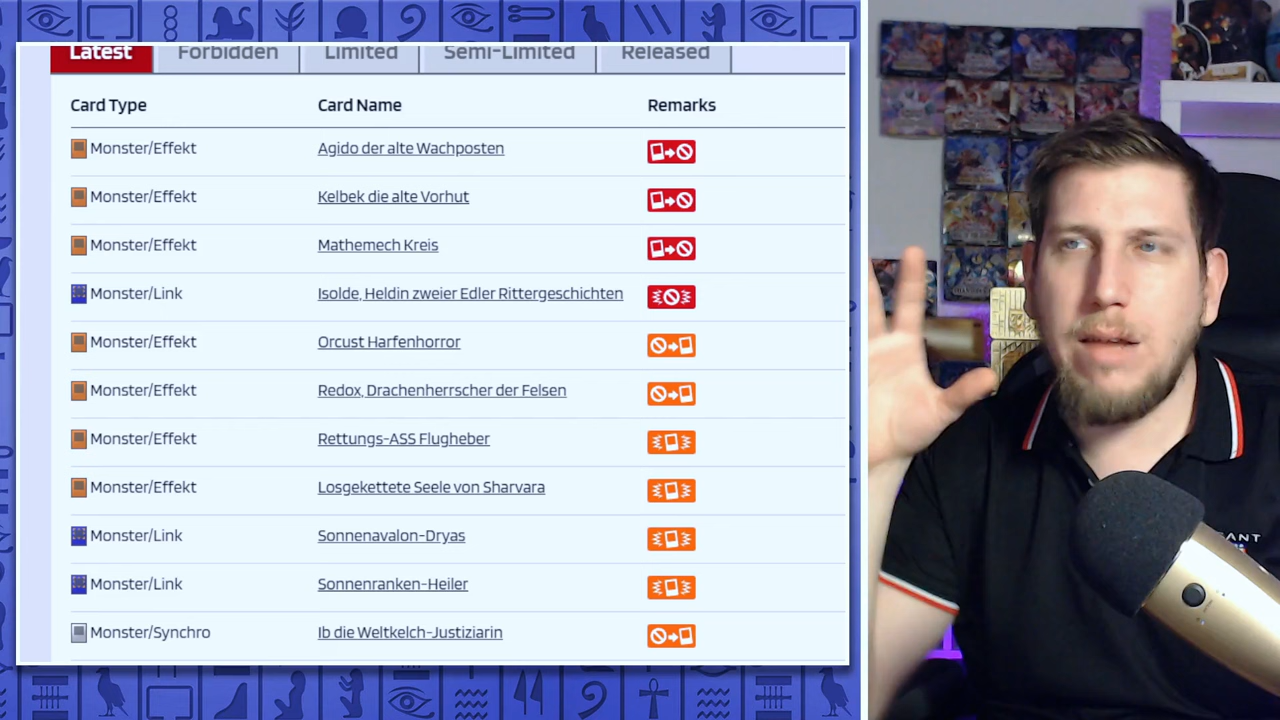 Latest Forbidden Limited Semi-Limited Released
Card Type Card Name Remarks
Monster/Effekt Agido der alte Wachposten
Monster/Effekt Kelbek die alte Vorhut
Monster/Effekt Mathemech Kreis
Monster/Link Isolde, Heldin zweier Edler Rittergeschichten
Monster/Effekt Orcust Harfenhorror
Monster/Effekt Redox, Drachenherrscher der Felsen
Monster/Effekt Rettungs-ASS Flugheber
Monster/Effekt Losgekettete Seele von Sharvara
Monster/Link Sonnenavalon-Dryas
Monster/Link Sonnenranken-Heiler
Monster/Synchro Ib die Weltkelch-Justiziarin